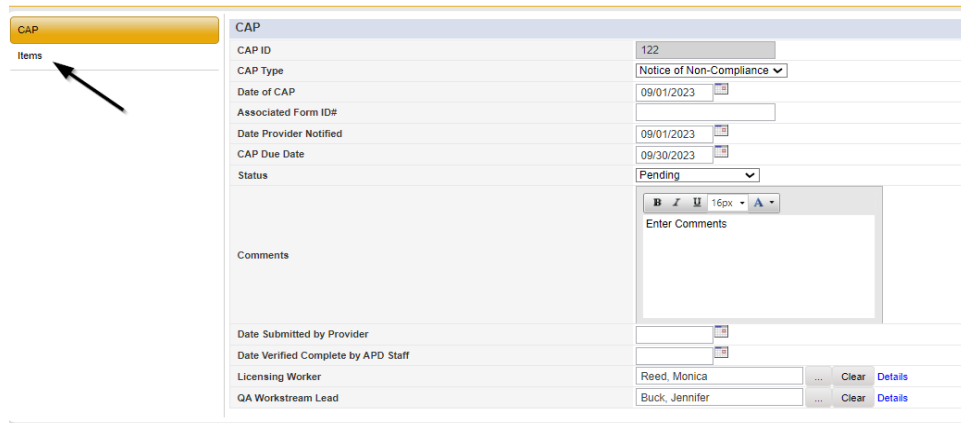 CAP
Items
CAP
CAP ID 122
CAP Type Notice of Non-Compliance
Date of CAP 09/01/2023
Associated Form ID#
Date Provider Notified 09/01/2023
CAP Due Date 09/30/2023
Status Pending
B I U 16px A
Enter Comments
Comments
Date Submitted by Provider
Date Verified Complete by APD Staff
Licensing Worker Reed, Monica ... Clear Details
QA Workstream Lead Buck, Jennifer ... Clear Details